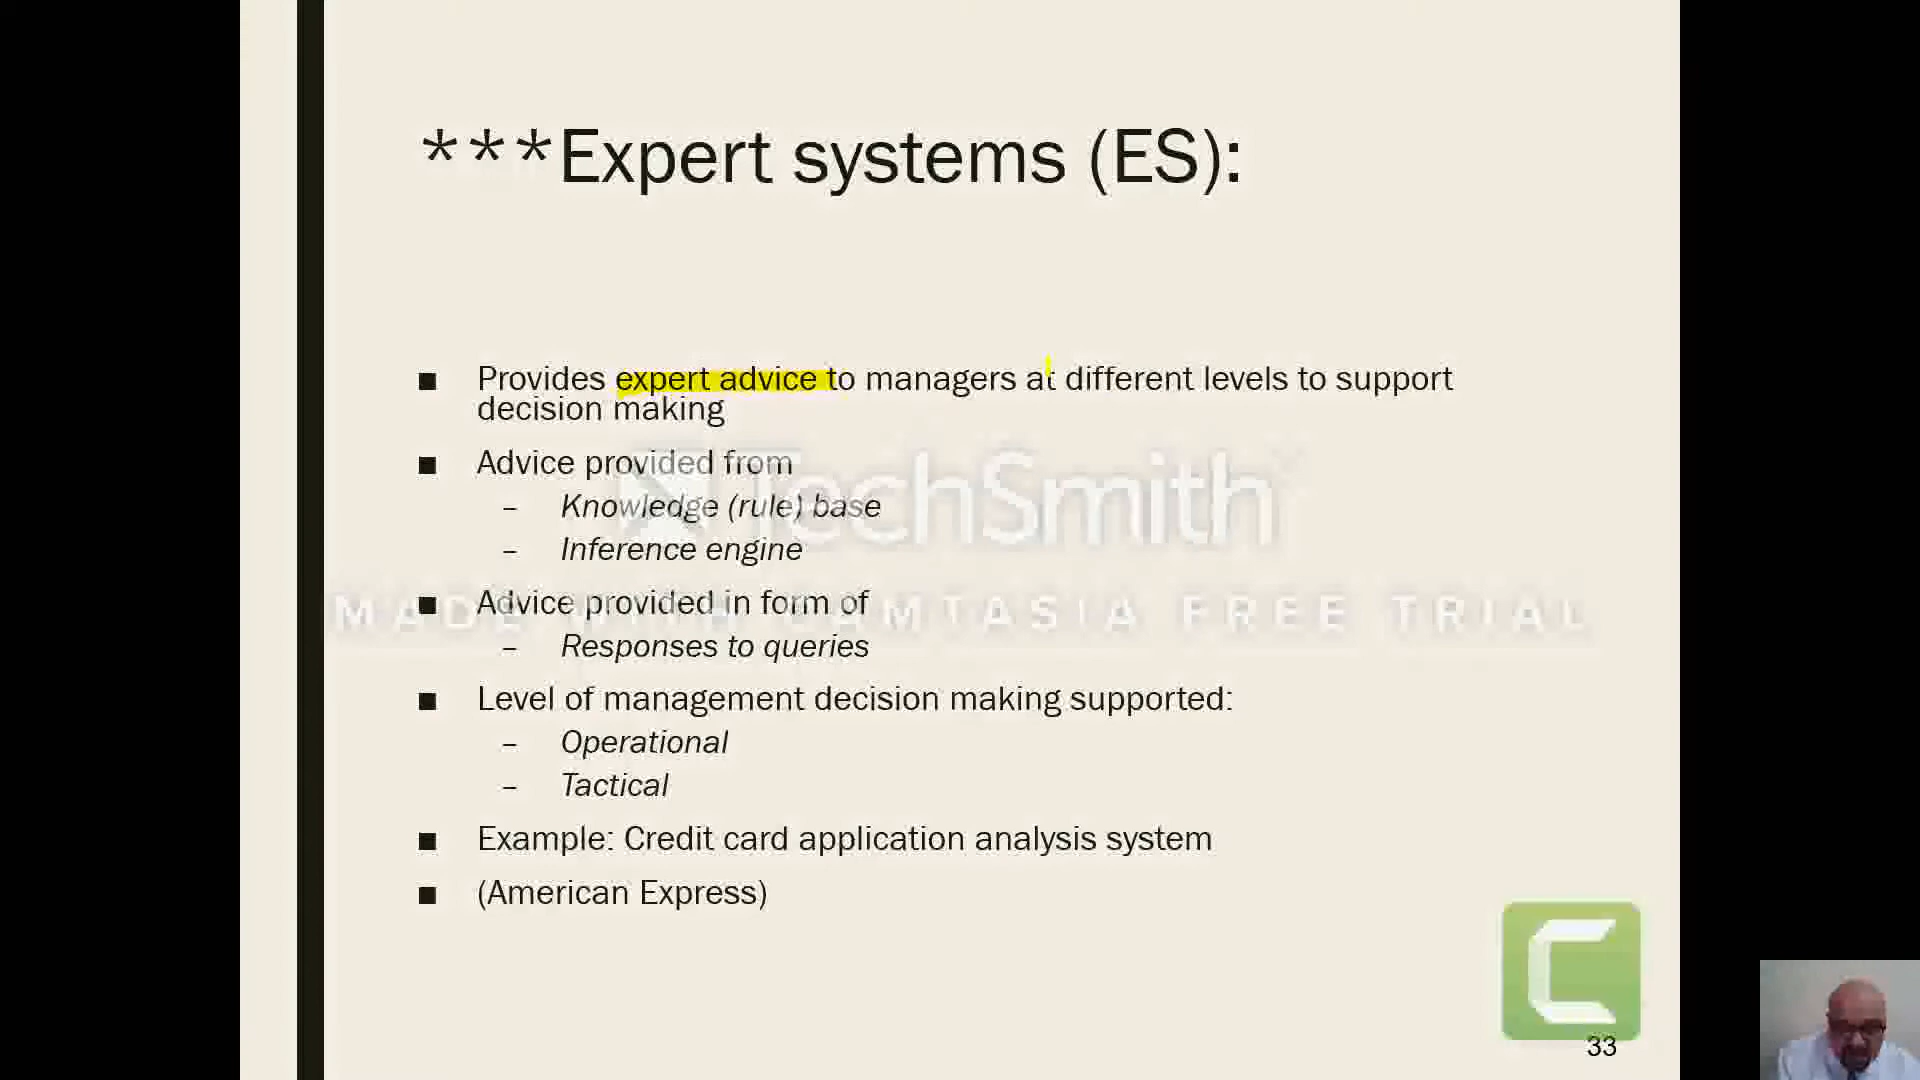 ***Expert systems (ES):
■ Provides expert advice to managers at different levels to support
decision making
■ Advice provided from
– Knowledge (rule) base
– Inference engine
■ Advice provided in form of
– Responses to queries
■ Level of management decision making supported:
– Operational
– Tactical
■ Example: Credit card application analysis system
■ (American Express)
TechSmith
MADE WITH CAMTASIA FREE TRIAL
33